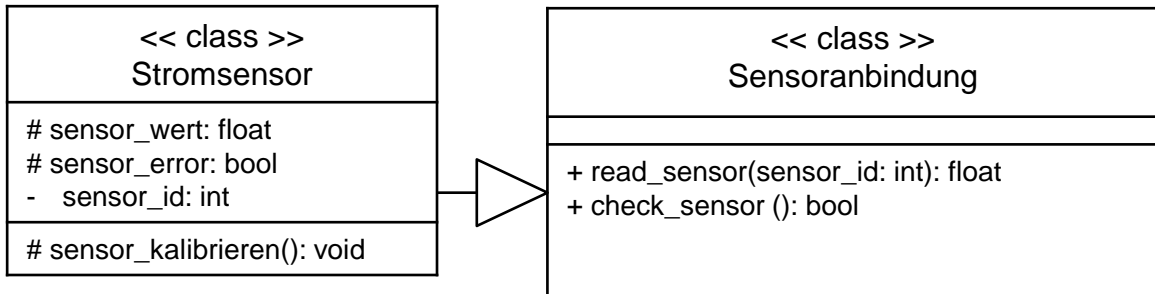 << class >>
Stromsensor
# sensor_wert: float
# sensor_error: bool
- sensor_id: int
# sensor_kalibrieren(): void
<< class >>
Sensoranbindung
+ read_sensor(sensor_id: int): float
+ check_sensor (): bool